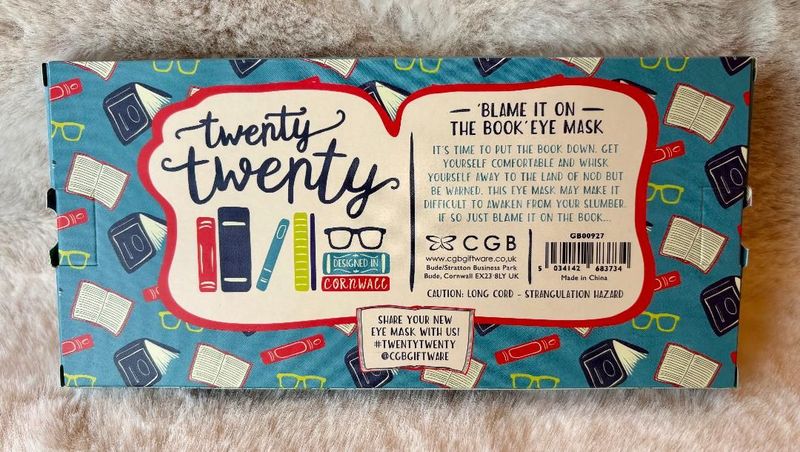 twenty
twenty
DESIGNED IN
CORNWALL
'BLAME IT ON
THE BOOK' EYE MASK
IT'S TIME TO PUT THE BOOK DOWN, GET
YOURSELF COMFORTABLE AND WHISK
YOURSELF AWAY TO THE LAND OF NOD BUT
BE WARNED, THIS EYE MASK MAY MAKE IT
DIFFICULT TO AWAKEN FROM YOUR SLUMBER.
IF SO JUST BLAME IT ON THE BOOK...
CGB
www.cgbgiftware.co.uk
Bude/Stratton Business Park
Bude, Cornwall EX23 8LY UK
GB00927
5 034142 683734
Made in China
CAUTION: LONG CORD - STRANGULATION HAZARD
SHARE YOUR NEW
EYE MASK WITH US!
#TWENTYTWENTY
@CGBGIFTWARE